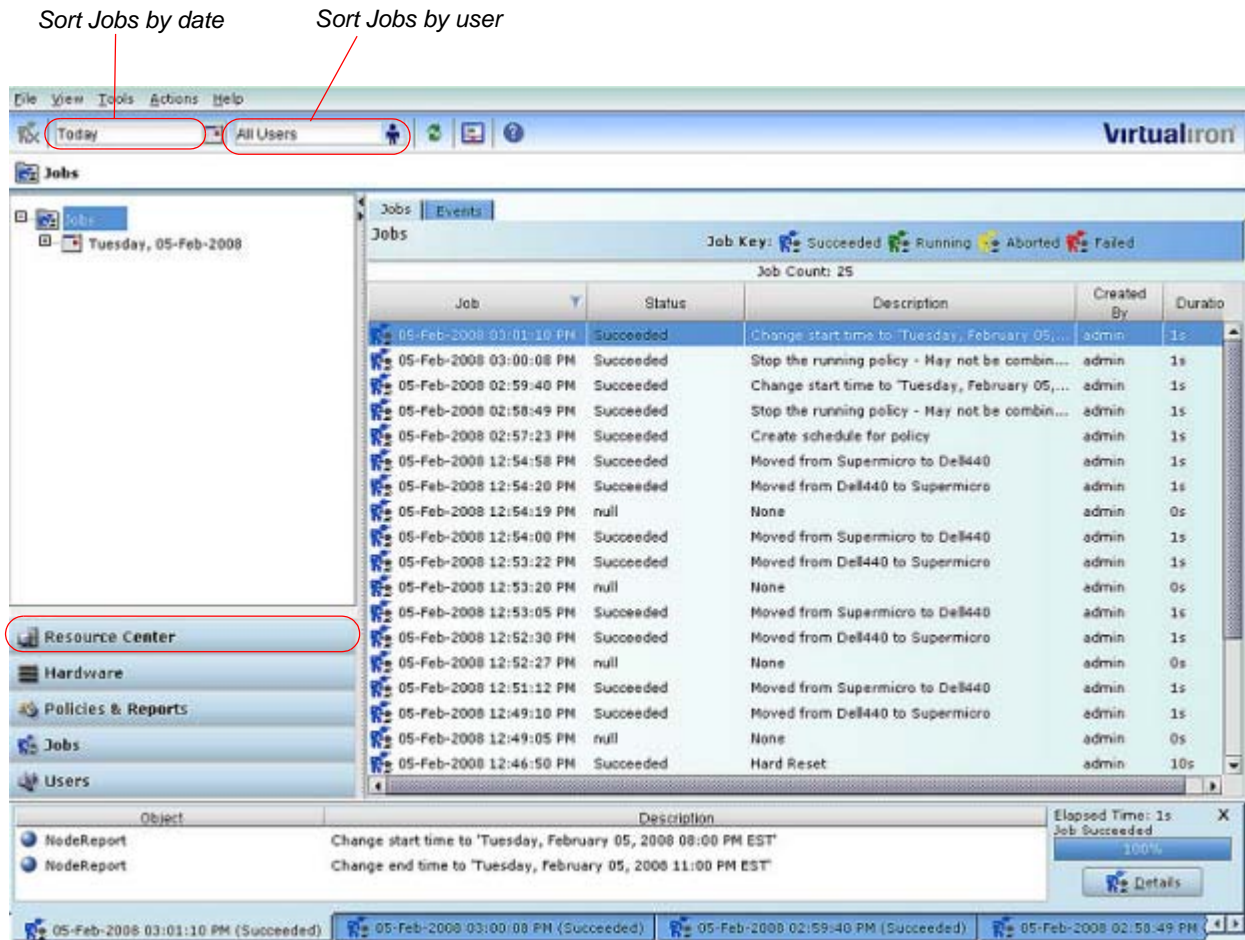 Sort Jobs by date Sort Jobs by user
File View Tools Actions Help
Today All Users Virtualiron
Jobs
Jobs
Tuesday, 05-Feb-2008
Jobs Events
Jobs Job Key: Succeeded Running Aborted Failed
Job Count: 25
Job Status Description Created By Duratio
05-Feb-2008 03:01:10 PM Succeeded Change start time to 'Tuesday, February 05,... admin 1s
05-Feb-2008 03:00:08 PM Succeeded Stop the running policy - May not be combin... admin 1s
05-Feb-2008 02:59:40 PM Succeeded Change start time to 'Tuesday, February 05,... admin 1s
05-Feb-2008 02:58:49 PM Succeeded Stop the running policy - May not be combin... admin 1s
05-Feb-2008 02:57:23 PM Succeeded Create schedule for policy admin 1s
05-Feb-2008 12:54:58 PM Succeeded Moved from Supermicro to Dell440 admin 1s
05-Feb-2008 12:54:20 PM Succeeded Moved from Dell440 to Supermicro admin 1s
05-Feb-2008 12:54:19 PM null None admin 0s
05-Feb-2008 12:54:00 PM Succeeded Moved from Supermicro to Dell440 admin 1s
05-Feb-2008 12:53:22 PM Succeeded Moved from Dell440 to Supermicro admin 1s
05-Feb-2008 12:53:20 PM null None admin 0s
05-Feb-2008 12:53:05 PM Succeeded Moved from Supermicro to Dell440 admin 1s
05-Feb-2008 12:52:30 PM Succeeded Moved from Dell440 to Supermicro admin 1s
05-Feb-2008 12:52:27 PM null None admin 0s
05-Feb-2008 12:51:12 PM Succeeded Moved from Supermicro to Dell440 admin 1s
05-Feb-2008 12:49:10 PM Succeeded Moved from Dell440 to Supermicro admin 1s
05-Feb-2008 12:49:05 PM null None admin 0s
05-Feb-2008 12:46:50 PM Succeeded Hard Reset admin 10s
Resource Center
Hardware
Policies & Reports
Jobs
Users
Object Description
NodeReport Change start time to 'Tuesday, February 05, 2008 08:00 PM EST'
NodeReport Change end time to 'Tuesday, February 05, 2008 11:00 PM EST'
Elapsed Time: 1s X
Job Succeeded
100%
Details
05-Feb-2008 03:01:10 PM (Succeeded) 05-Feb-2008 03:00:08 PM (Succeeded) 05-Feb-2008 02:59:40 PM (Succeeded) 05-Feb-2008 02:58:49 PM (